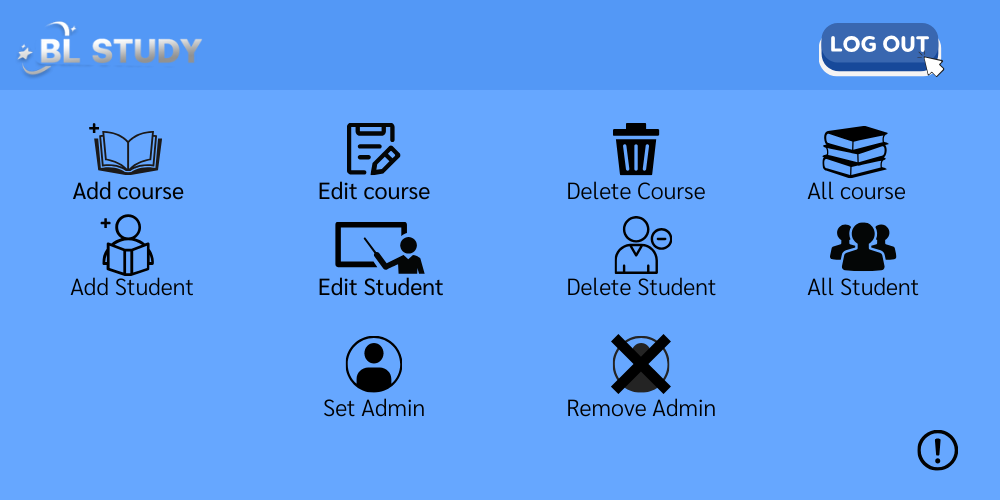 BL STUDY
LOG OUT
Add course
Edit course
Delete Course
All course
Add Student
Edit Student
Delete Student
All Student
Set Admin
Remove Admin